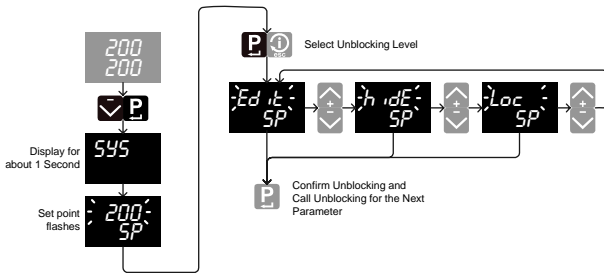 200
200
P
SYS
Display for
about 1 Second
200
SP
Set point
flashes
P
i
esc
Select Unblocking Level
Edit
SP
+
−
hidE
SP
+
−
Loc
SP
+
−
P
Confirm Unblocking and
Call Unblocking for the Next
Parameter